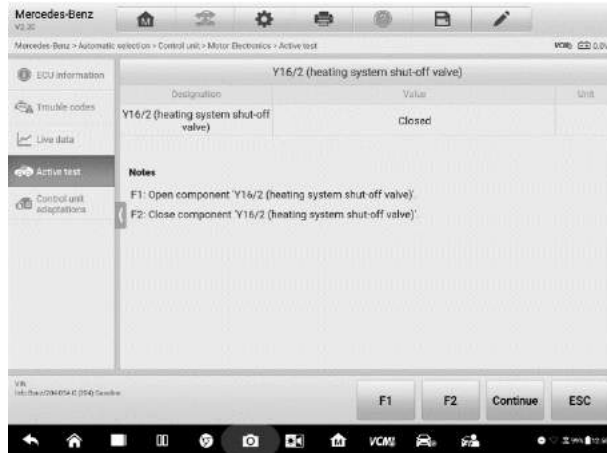 Mercedes-Benz
Mercedes-Benz > Automatic selection > Control unit > Motor Electronics > Active test
VCMI
ECU information
Trouble codes
Live data
Active test
Control unit
adaptations
Y16/2 (heating system shut-off valve)
Designation
Value
Unit
Y16/2 (heating system shut-off
valve)
Closed
Notes
F1: Open component 'Y16/2 (heating system shut-off valve)'.
F2: Close component 'Y16/2 (heating system shut-off valve)'.
VIN
F1
F2
Continue
ESC
VCMI